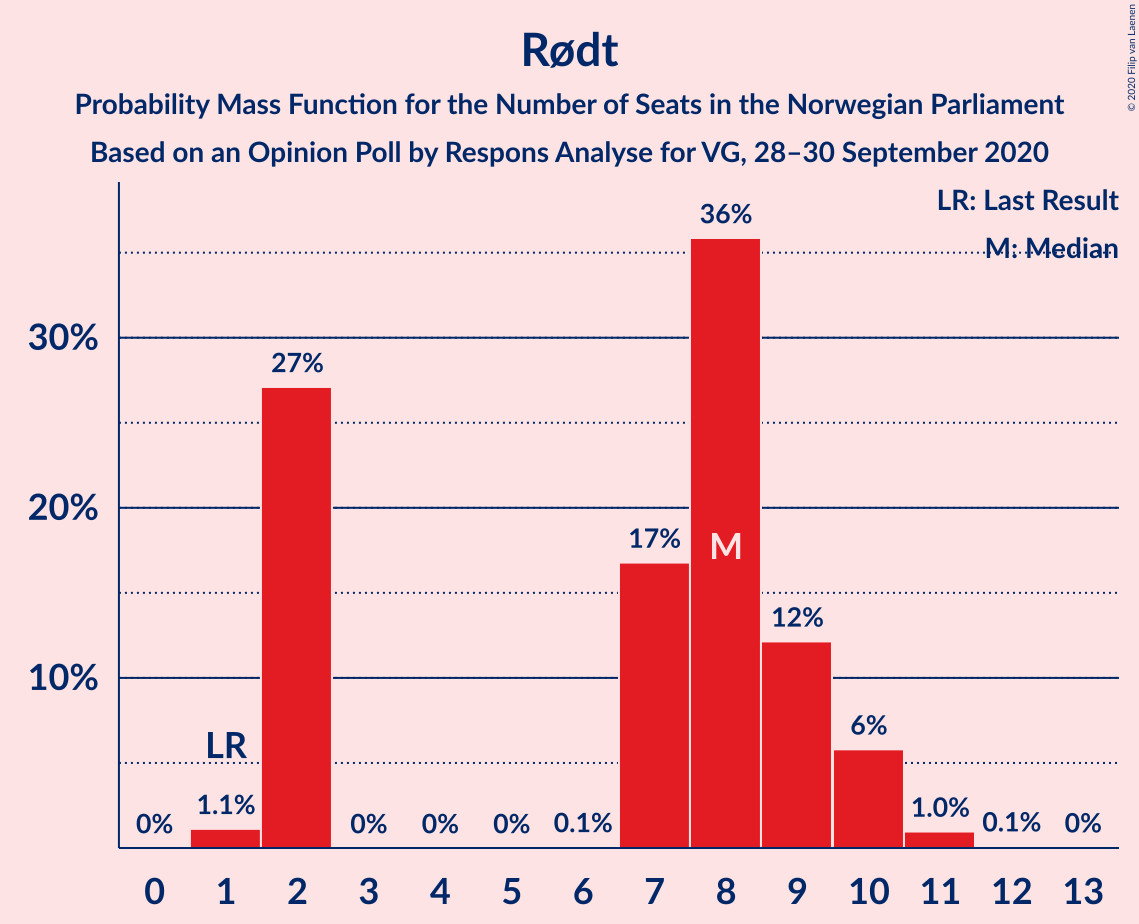 Rødt
Probability Mass Function for the Number of Seats in the Norwegian Parliament
Based on an Opinion Poll by Respons Analyse for VG, 28–30 September 2020
© 2020 Filip van Laenen
LR: Last Result
M: Median
36%
30%
27%
20%
17%
M
12%
10%
LR
6%
0%
1.1%
0%
0%
0%
0.1%
1.0%
0.1%
0%
0 1 2 3 4 5 6 7 8 9 10 11 12 13